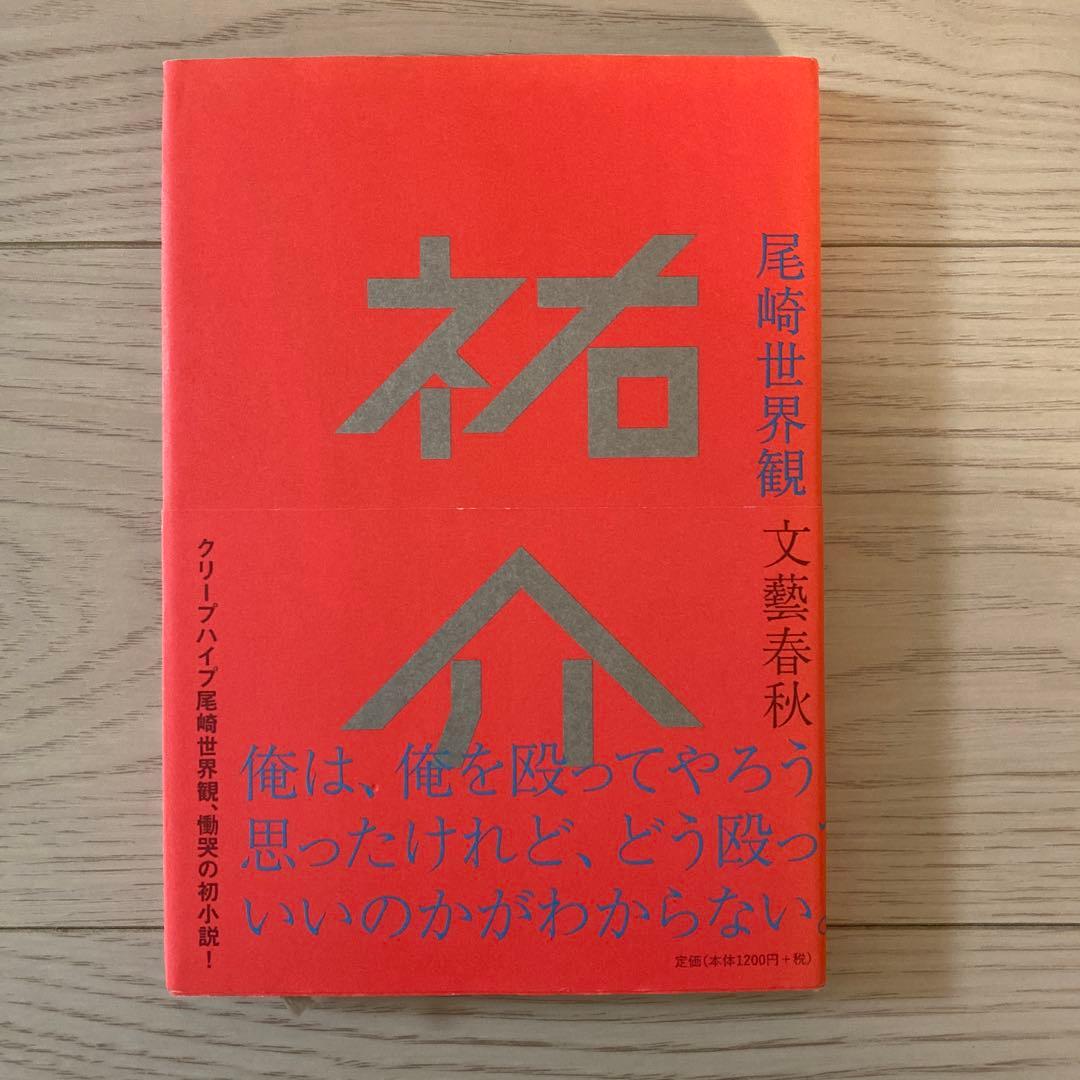 祐介
尾崎世界観
文藝春秋
クリープハイプ尾崎世界観、慟哭の初小説！
俺は、俺を殴ってやろう
思ったけれど、どう殴っ
いいのかがわからない。
定価(本体1200円+税)